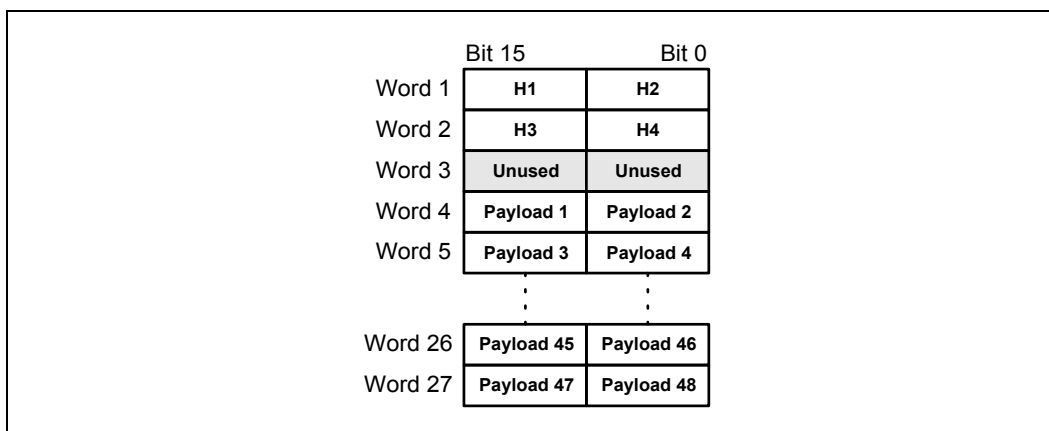 Bit 15 Bit 0
Word 1 H1 H2
Word 2 H3 H4
Word 3 Unused Unused
Word 4 Payload 1 Payload 2
Word 5 Payload 3 Payload 4
Word 26 Payload 45 Payload 46
Word 27 Payload 47 Payload 48